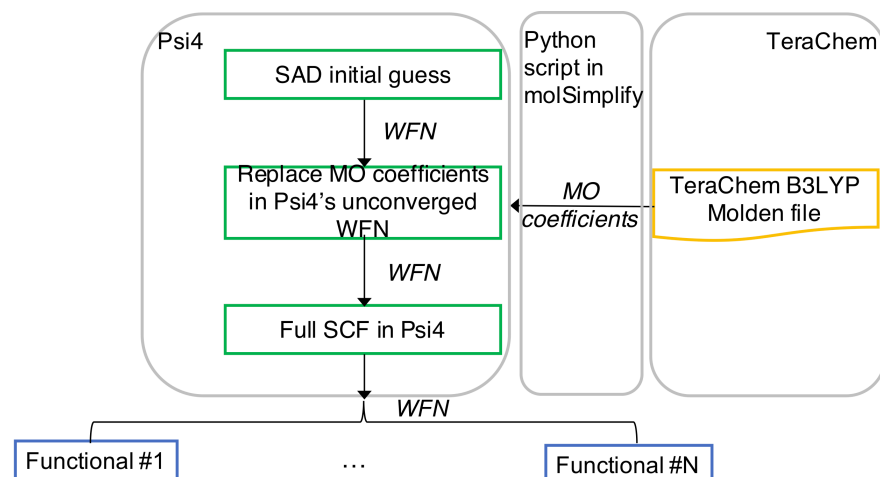 Psi4
Python
script in
molSimplify
TeraChem
SAD initial guess
WFN
Replace MO coefficients
in Psi4's unconverged
WFN
MO
coefficients
TeraChem B3LYP
Molden file
WFN
Full SCF in Psi4
WFN
Functional #1
...
Functional #N